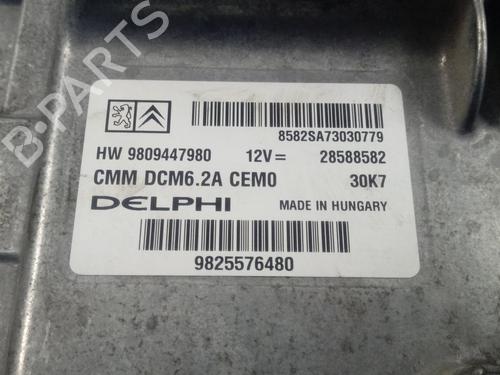 B-PARTS
8582SA73030779
HW 9809447980 12V= 28588582
CMM DCM6.2A CEM0 30K7
DELPHI MADE IN HUNGARY
9825576480